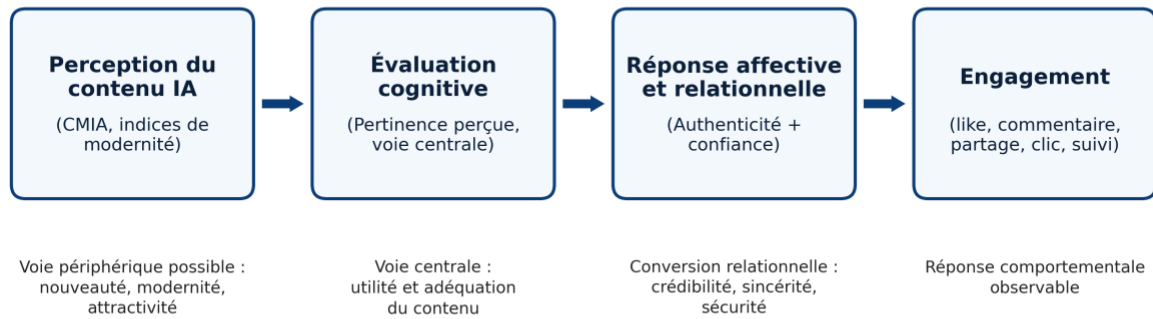 Perception du
contenu IA
(CMIA, indices de
modernité)
Évaluation
cognitive
(Pertinence perçue,
voie centrale)
Réponse affective
et relationnelle
(Authenticité +
confiance)
Engagement
(like, commentaire,
partage, clic, suivi)
Voie périphérique possible :
nouveauté, modernité,
attractivité
Voie centrale :
utilité et adéquation
du contenu
Conversion relationnelle :
crédibilité, sincérité,
sécurité
Réponse comportementale
observable